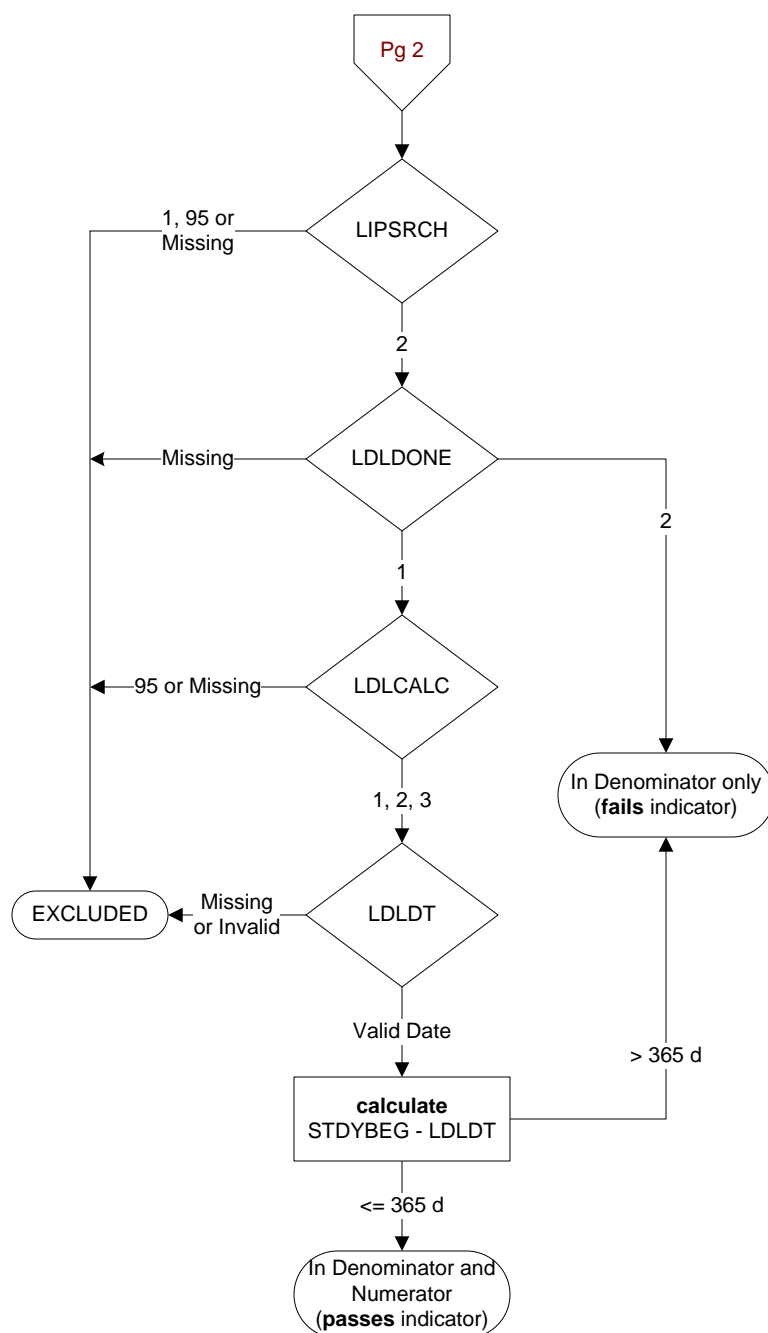 Pg 2
LIPSRCH
1, 95 or
Missing
2
LDLDONE
Missing
2
1
LDLCALC
95 or Missing
1, 2, 3
In Denominator only
(fails indicator)
LDLDT
Missing
or Invalid
EXCLUDED
Valid Date
> 365 d
calculate
STDYBEG - LDLDT
<= 365 d
In Denominator and
Numerator
(passes indicator)